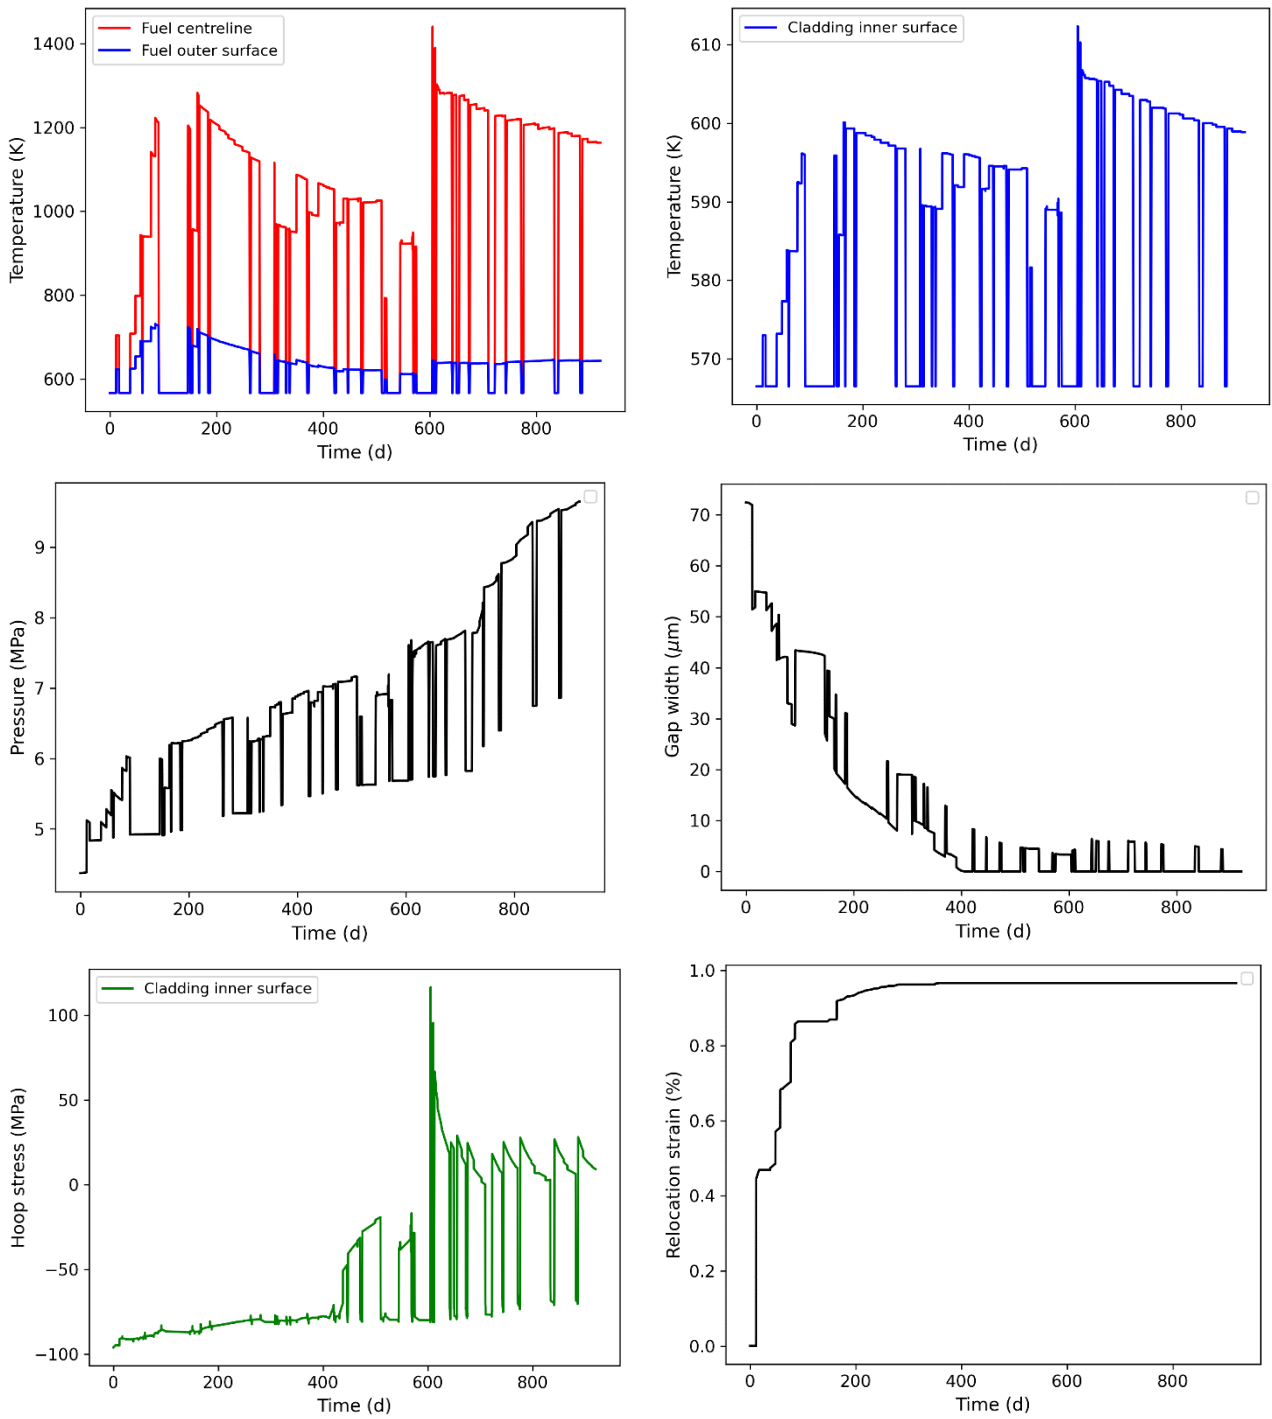 Fuel centreline
Fuel outer surface
1400
1200
1000
800
600
Temperature (K)
0 200 400 600 800
Time (d)
Cladding inner surface
610
600
590
580
570
Temperature (K)
0 200 400 600 800
Time (d)
9
8
7
6
5
Pressure (MPa)
0 200 400 600 800
Time (d)
70
60
50
40
30
20
10
0
Gap width (μm)
0 200 400 600 800
Time (d)
Cladding inner surface
100
50
0
−50
−100
Hoop stress (MPa)
0 200 400 600 800
Time (d)
1.0
0.8
0.6
0.4
0.2
0.0
Relocation strain (%)
0 200 400 600 800
Time (d)